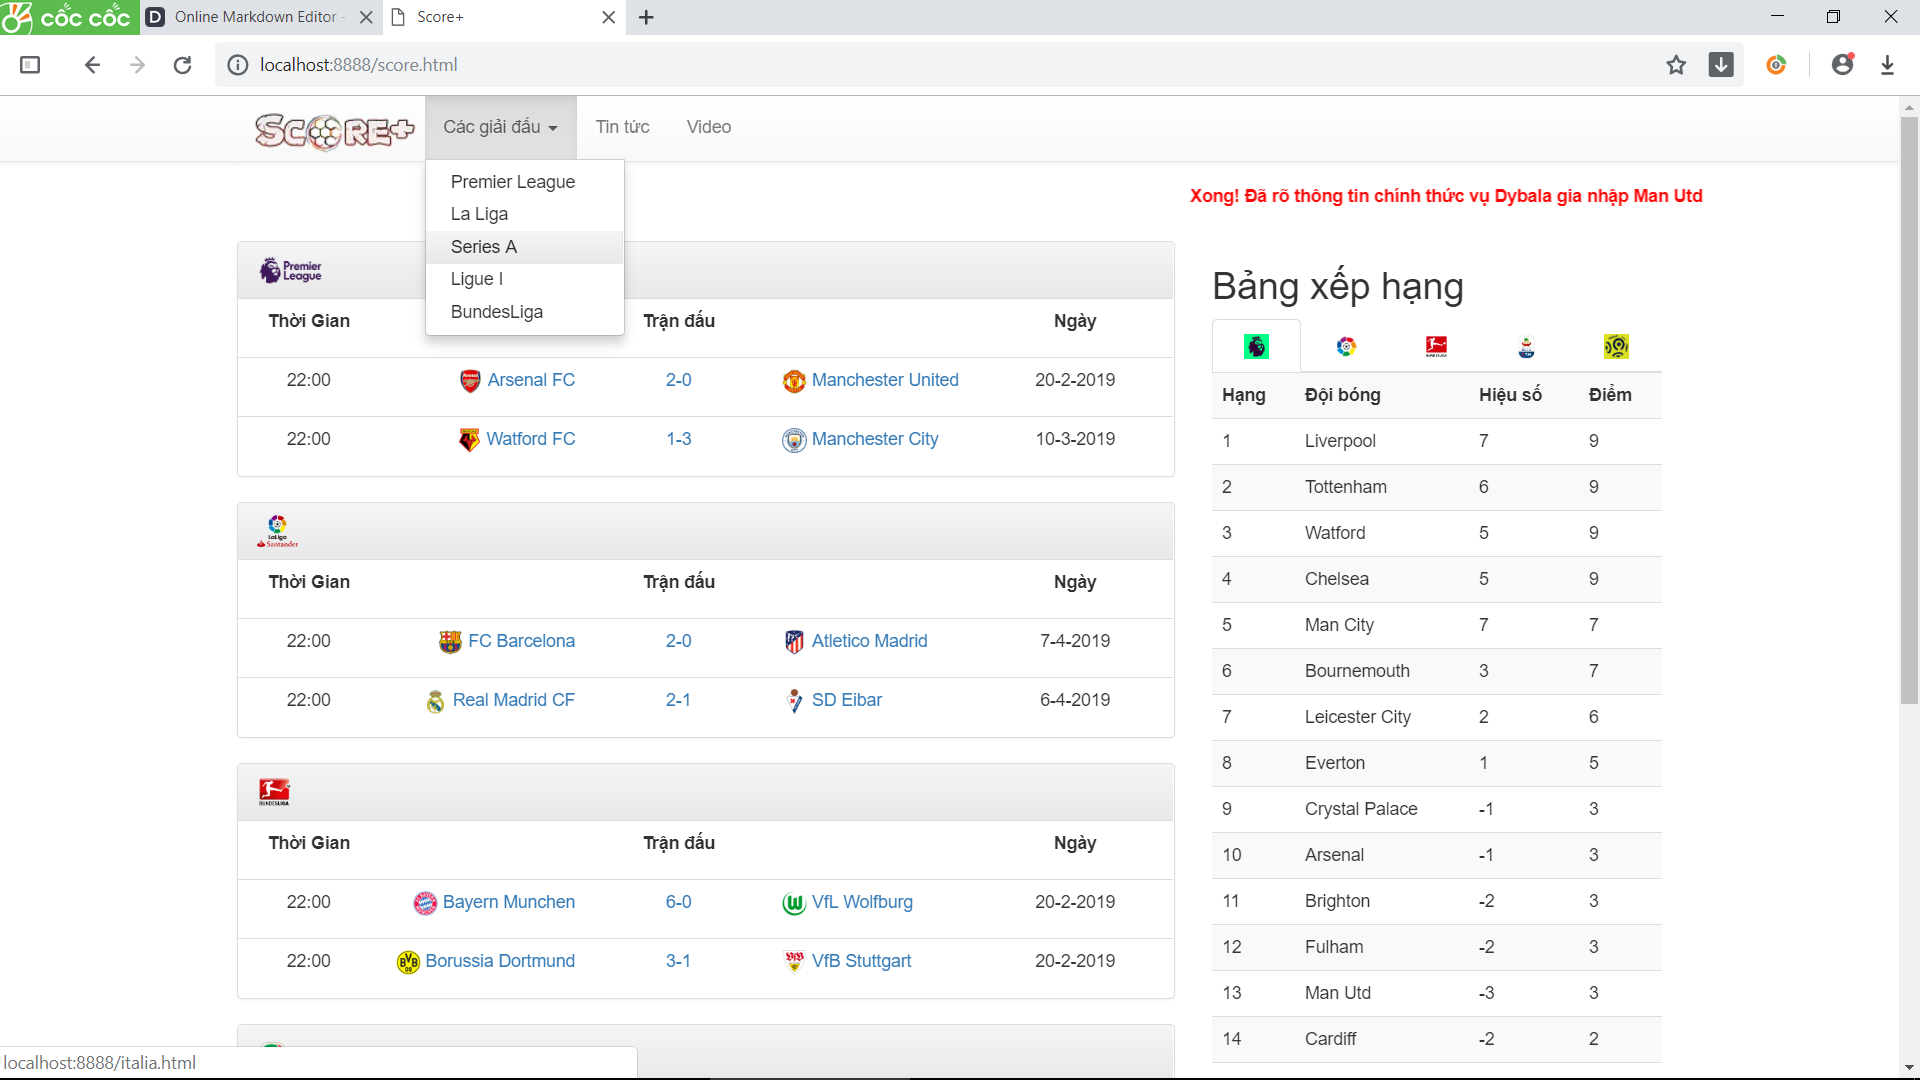 cốc cốc
Online Markdown Editor -
Score+
localhost:8888/score.html
SCORE+
Các giải đấu
Tin tức
Video
Premier League
La Liga
Series A
Ligue I
BundesLiga
Xong! Đã rõ thông tin chính thức vụ Dybala gia nhập Man Utd
Premier
League
Thời Gian Trận đấu Ngày
22:00 Arsenal FC 2-0 Manchester United 20-2-2019
22:00 Watford FC 1-3 Manchester City 10-3-2019
LaLiga
Santander
Thời Gian Trận đấu Ngày
22:00 FC Barcelona 2-0 Atletico Madrid 7-4-2019
22:00 Real Madrid CF 2-1 SD Eibar 6-4-2019
BUNDESLIGA
Thời Gian Trận đấu Ngày
22:00 Bayern Munchen 6-0 VfL Wolfburg 20-2-2019
22:00 Borussia Dortmund 3-1 VfB Stuttgart 20-2-2019
Bảng xếp hạng
Hạng Đội bóng Hiệu số Điểm
1 Liverpool 7 9
2 Tottenham 6 9
3 Watford 5 9
4 Chelsea 5 9
5 Man City 7 7
6 Bournemouth 3 7
7 Leicester City 2 6
8 Everton 1 5
9 Crystal Palace -1 3
10 Arsenal -1 3
11 Brighton -2 3
12 Fulham -2 3
13 Man Utd -3 3
14 Cardiff -2 2
localhost:8888/italia.html